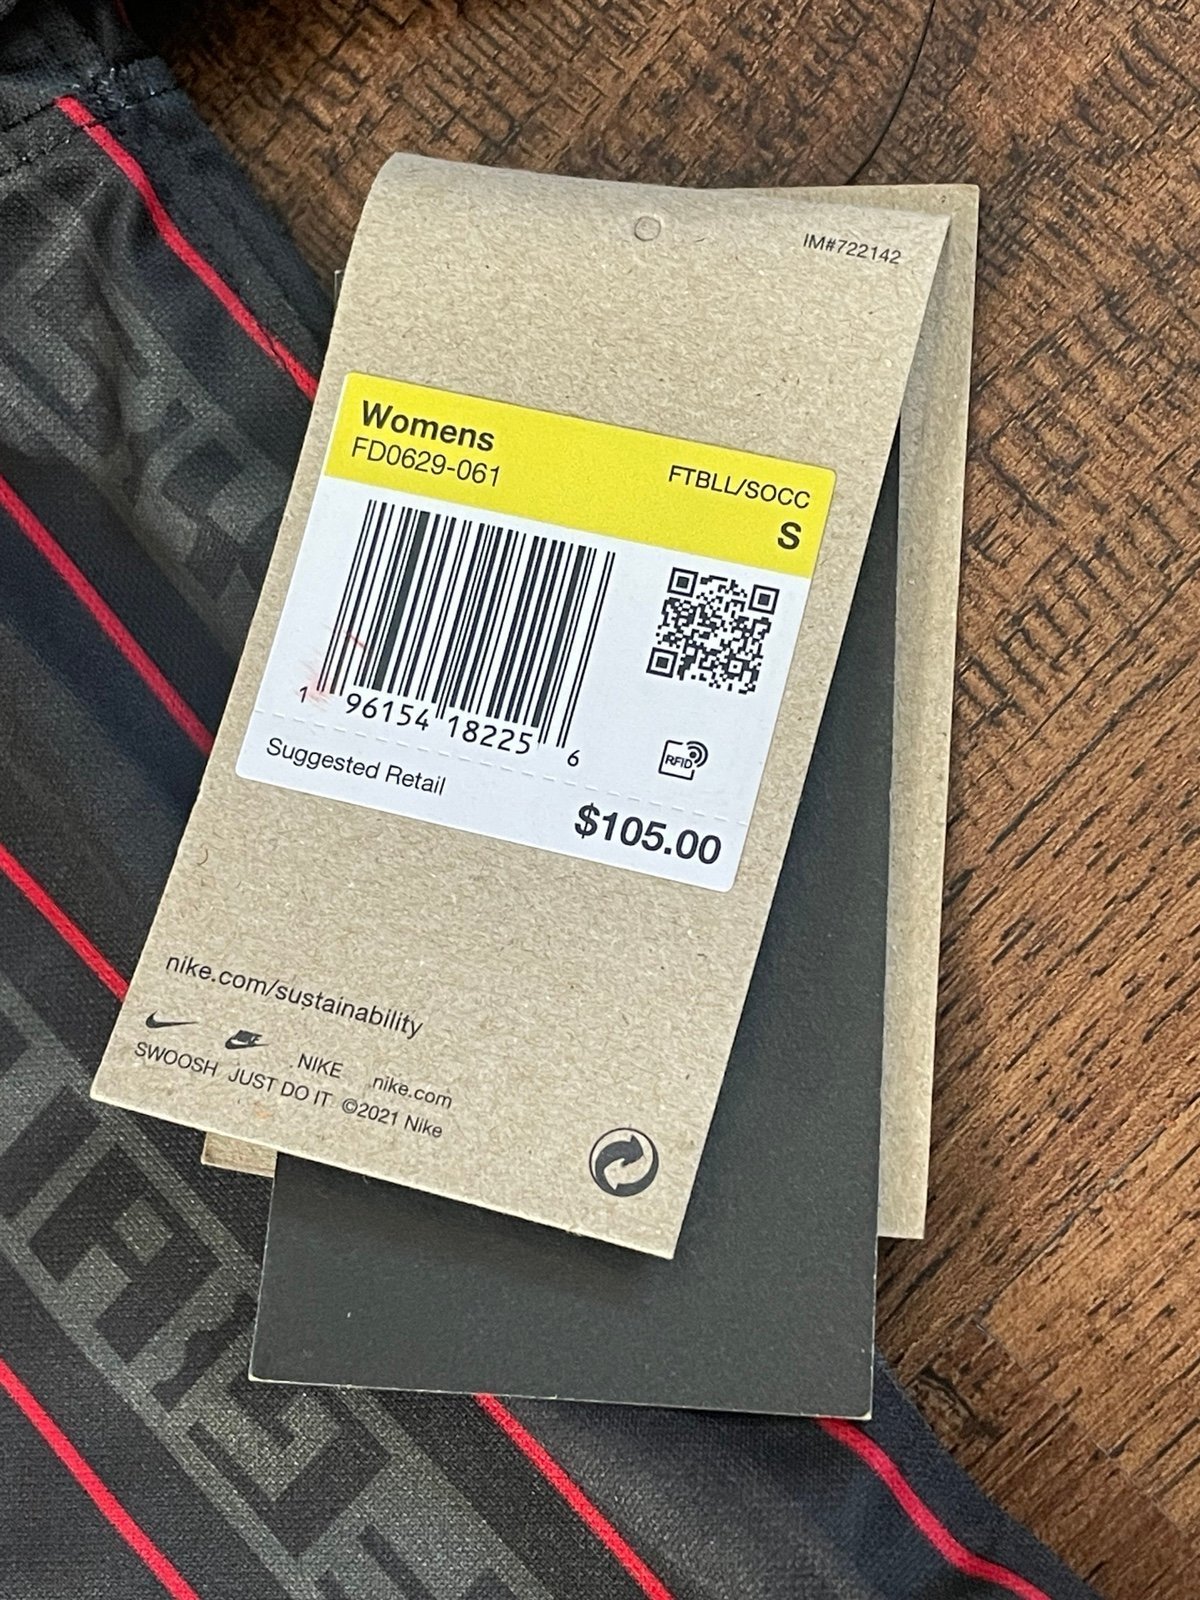 IM#722142
Womens
FD0629-061
FTBLL/SOCC
S
1 96154 18225 6
RFID
Suggested Retail
$105.00
nike.com/sustainability
NIKE nike.com
SWOOSH JUST DO IT ©2021 Nike